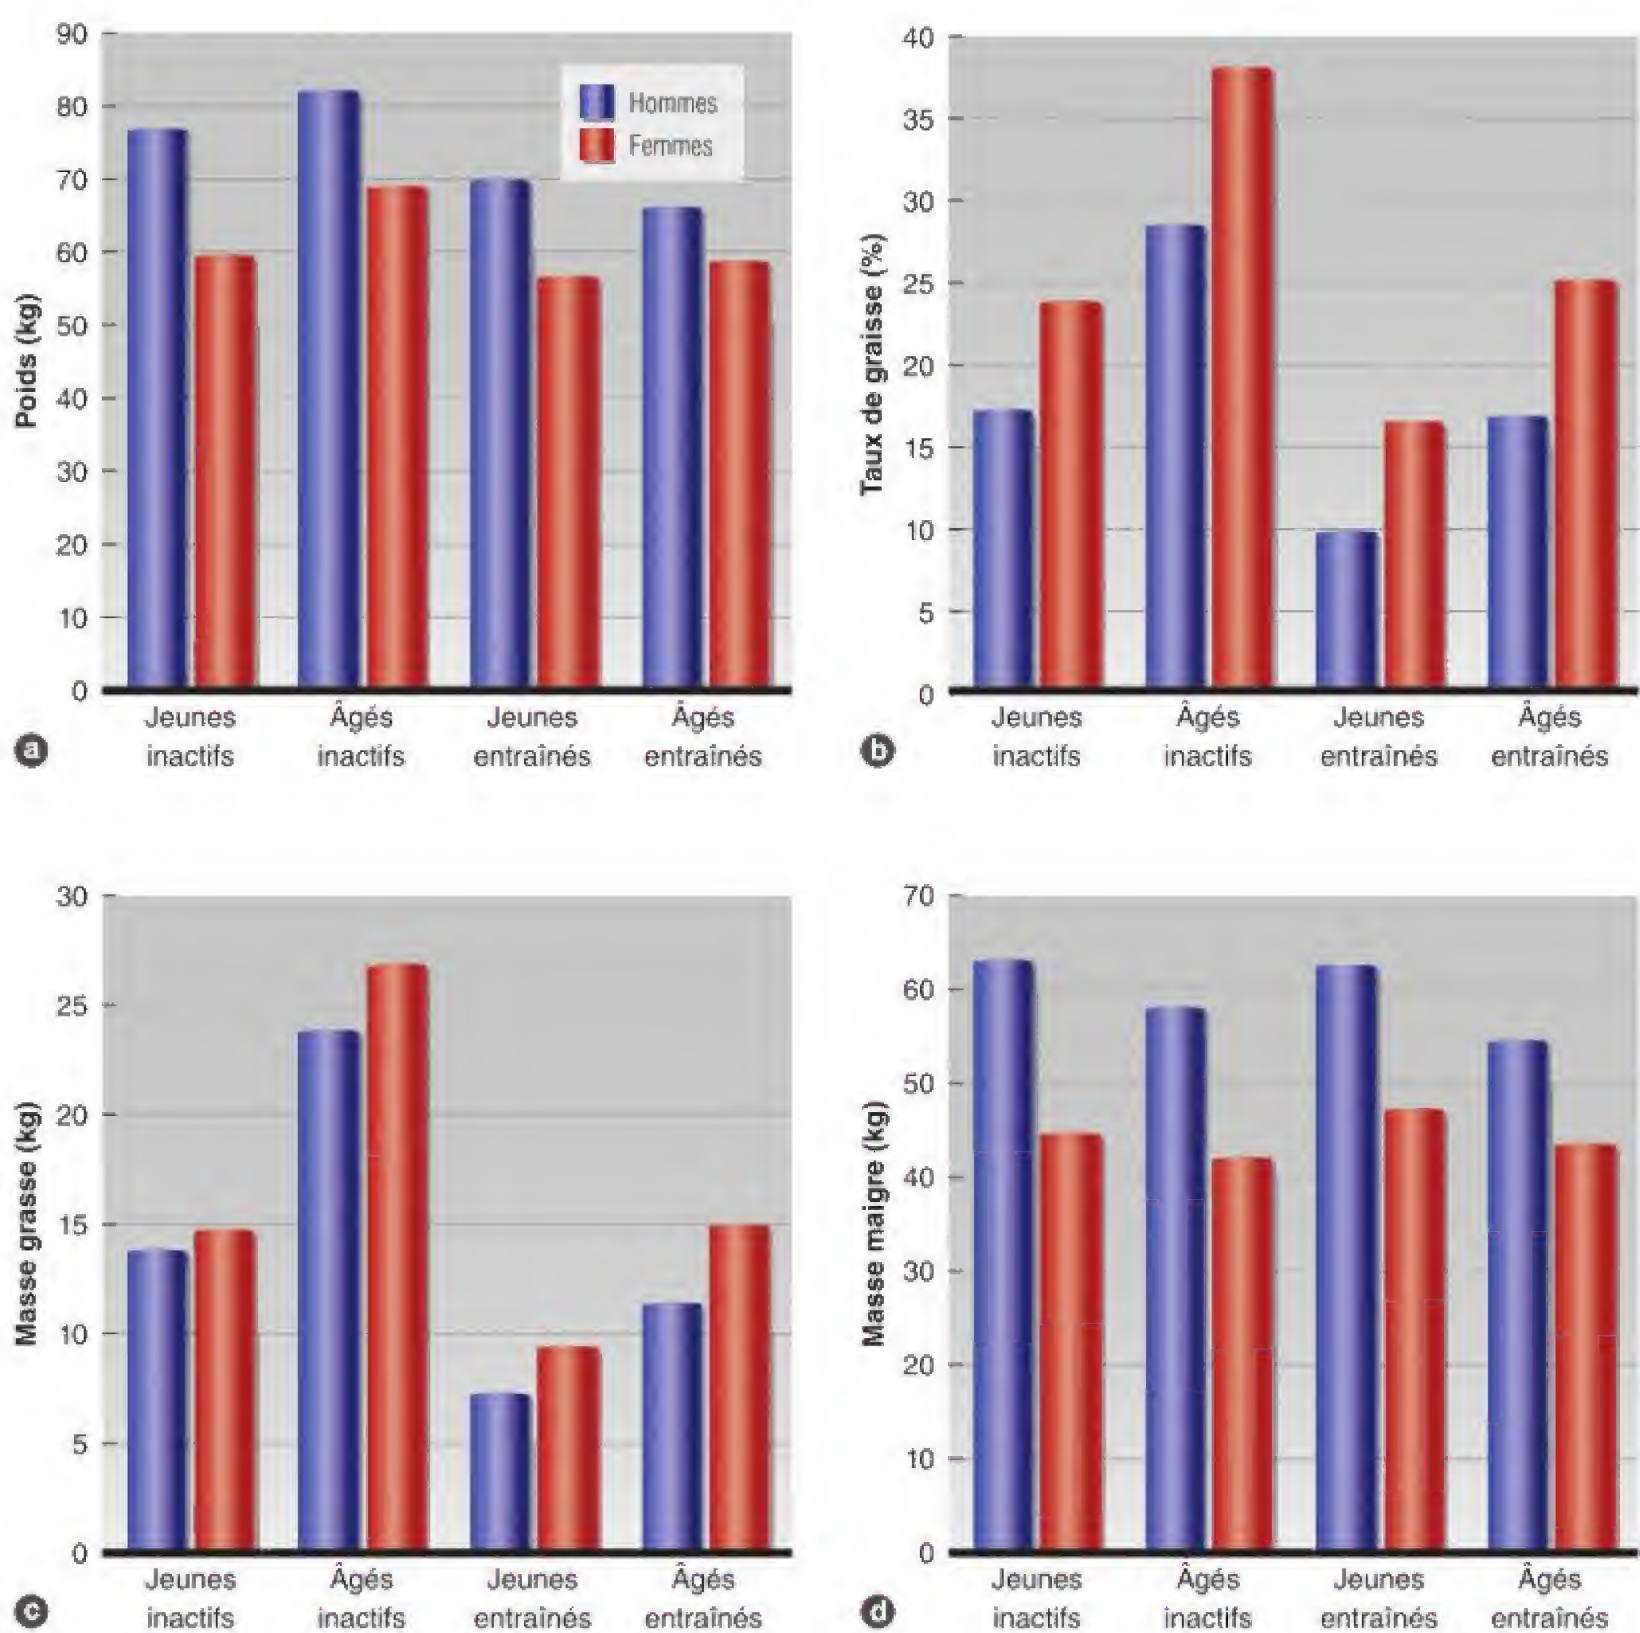 90
80
70
60
50
40
30
20
10
0
Poids (kg)
Hommes
Femmes
Jeunes inactifs
Âgés inactifs
Jeunes entraînés
Âgés entraînés
a
40
35
30
25
20
15
10
5
0
Taux de graisse (%)
Jeunes inactifs
Âgés inactifs
Jeunes entraînés
Âgés entraînés
b
30
25
20
15
10
5
0
Masse grasse (kg)
Jeunes inactifs
Âgés inactifs
Jeunes entraînés
Âgés entraînés
c
70
60
50
40
30
20
10
0
Masse maigre (kg)
Jeunes inactifs
Âgés inactifs
Jeunes entraînés
Âgés entraînés
d